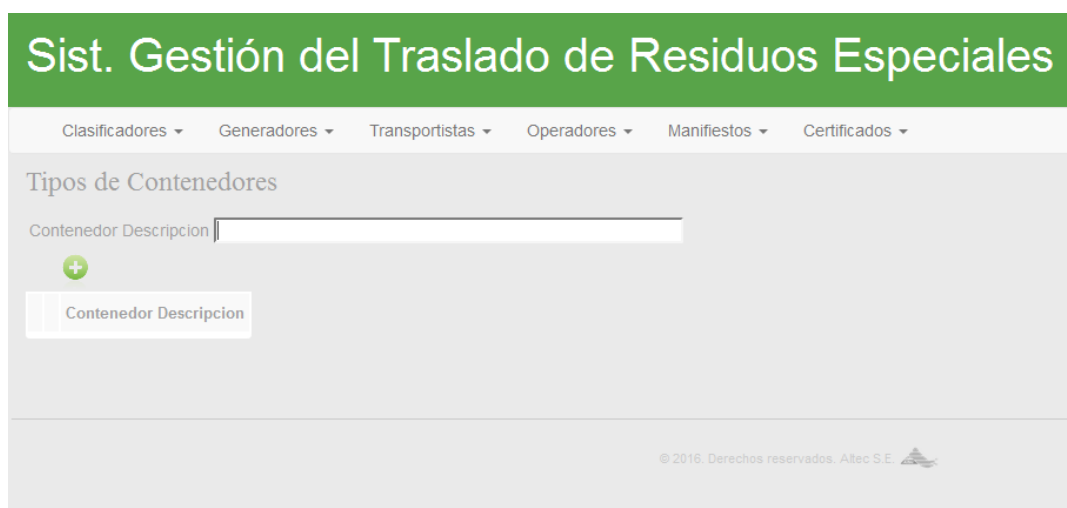 Sist. Gestión del Traslado de Residuos Especiales
Clasificadores Generadores Transportistas Operadores Manifiestos Certificados
Tipos de Contenedores
Contenedor Descripcion
Contenedor Descripcion
© 2016. Derechos reservados. Altec S.E.